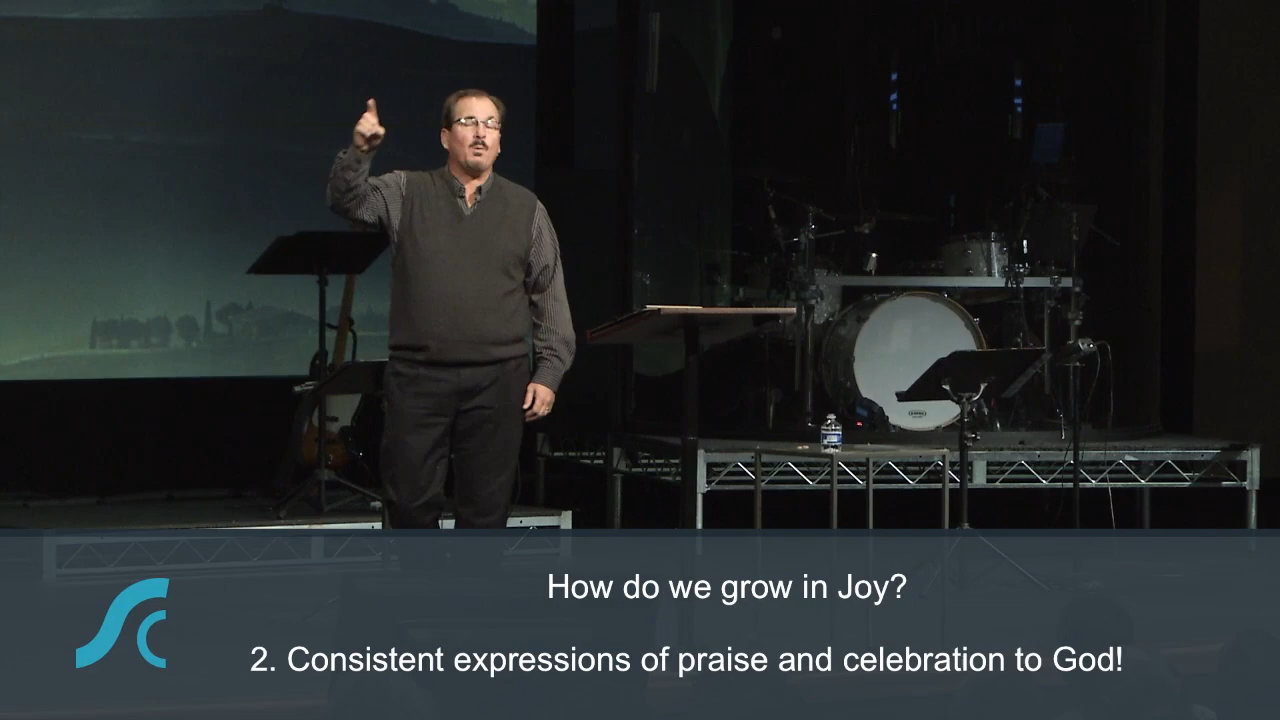 How do we grow in Joy?
2. Consistent expressions of praise and celebration to God!